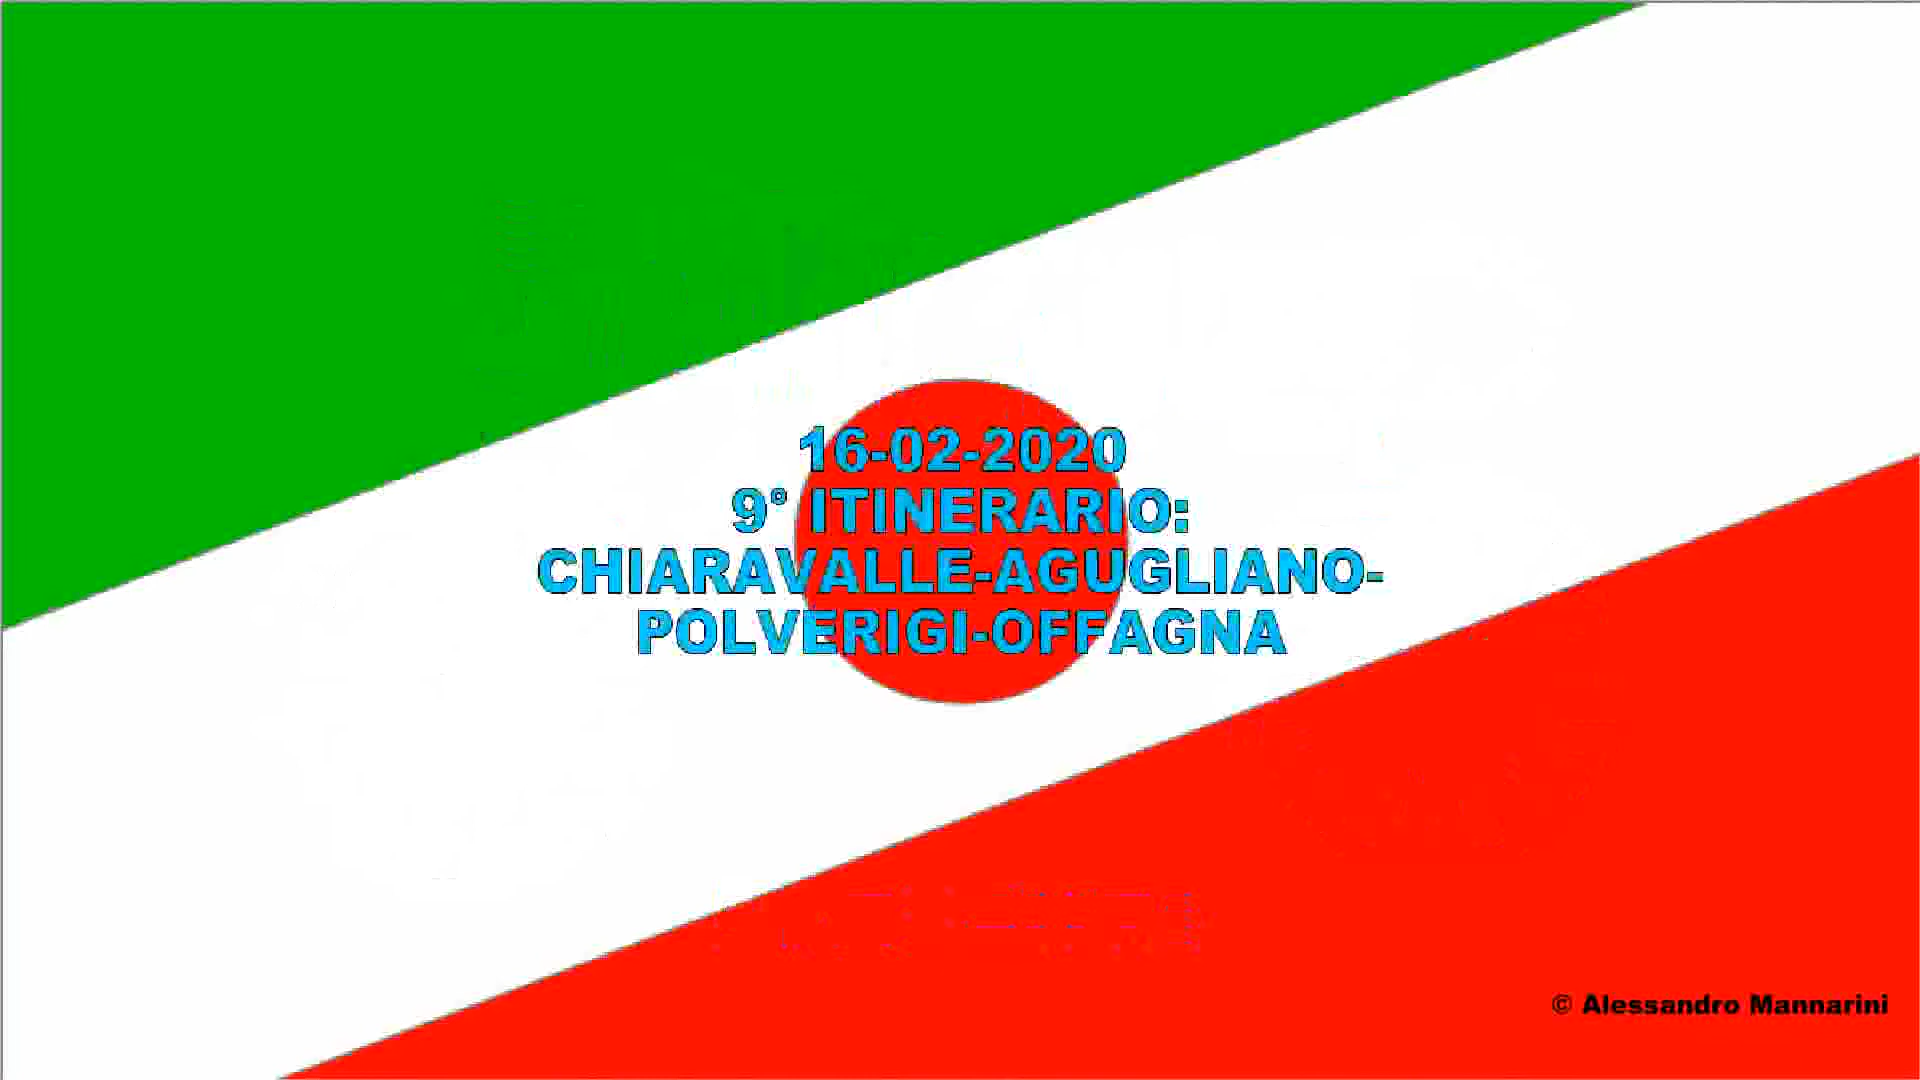 16-02-2020
9° ITINERARIO:
CHIARAVALLE-AGUGLIANO-
POLVERIGI-OFFAGNA
© Alessandro Mannarini